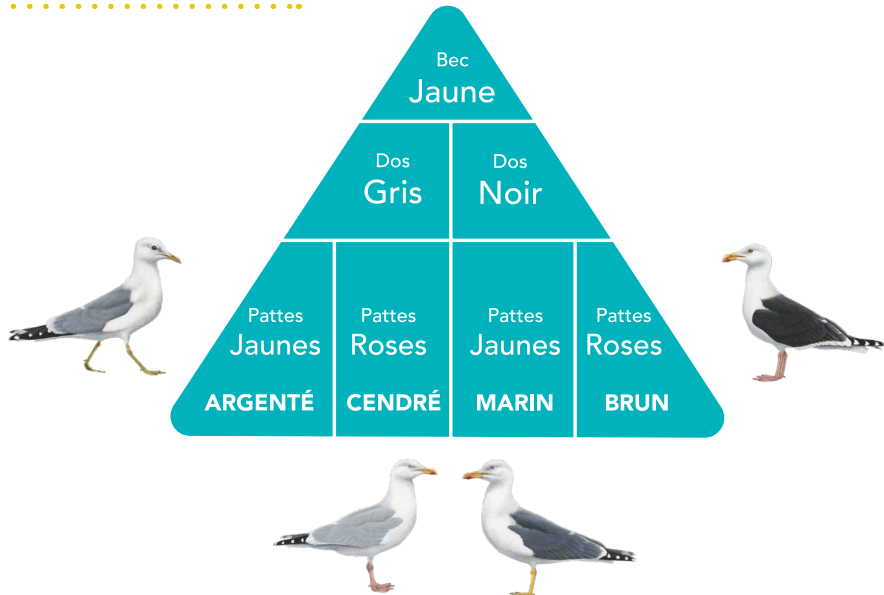 Bec
Jaune
Dos
Gris
Dos
Noir
Pattes
Jaunes
ARGENTÉ
Pattes
Roses
CENDRÉ
Pattes
Jaunes
MARIN
Pattes
Roses
BRUN